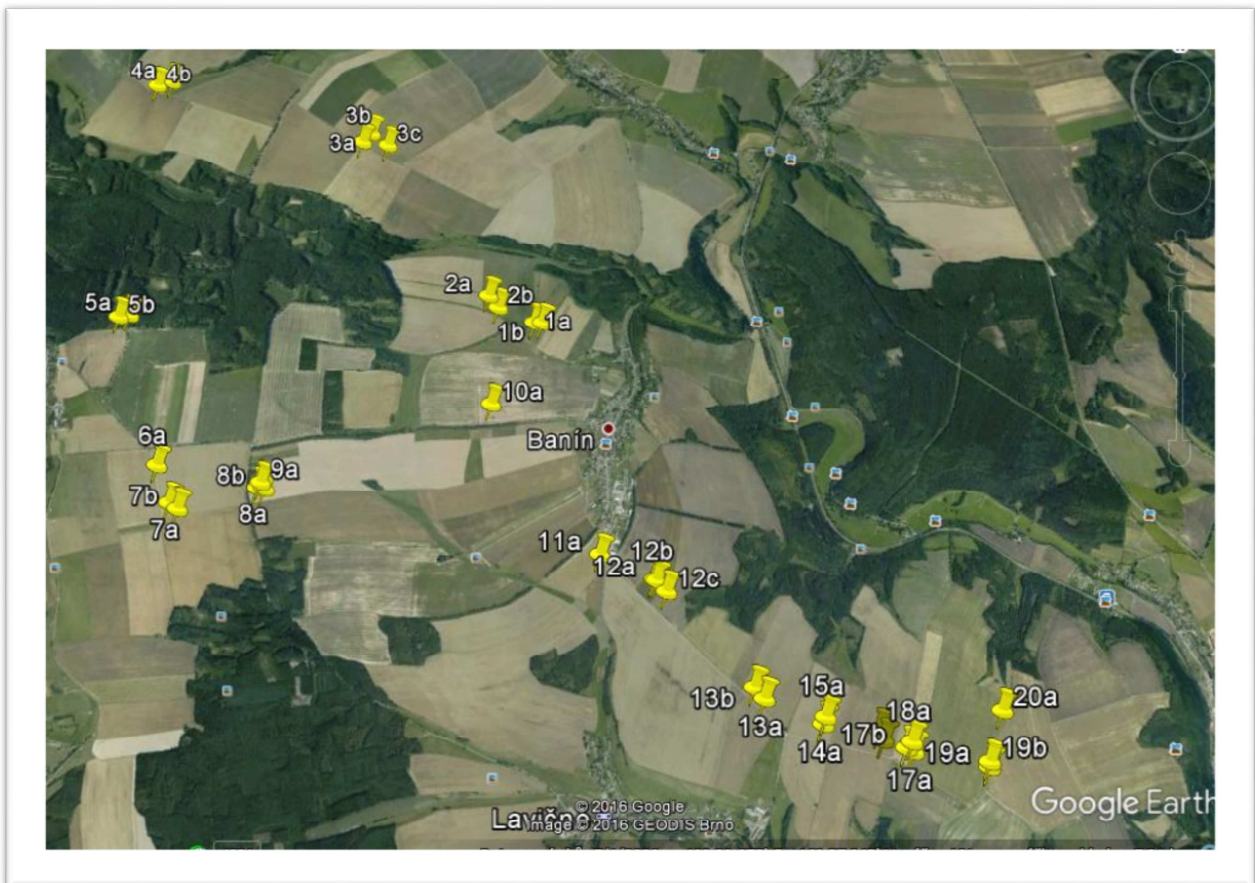 4a 4b
3b
3a 3c
2a 2b
5a 5b
1b 1a
10a
6a
Banín
8b 9a
7b
8a
7a
11a 12b
12a 12c
15a
13b 20a
18a
13a 17b
14a 19a 19b
17a
Google Earth
© 2016 Google
Lavičné
Image © 2016 GEODIS Brno